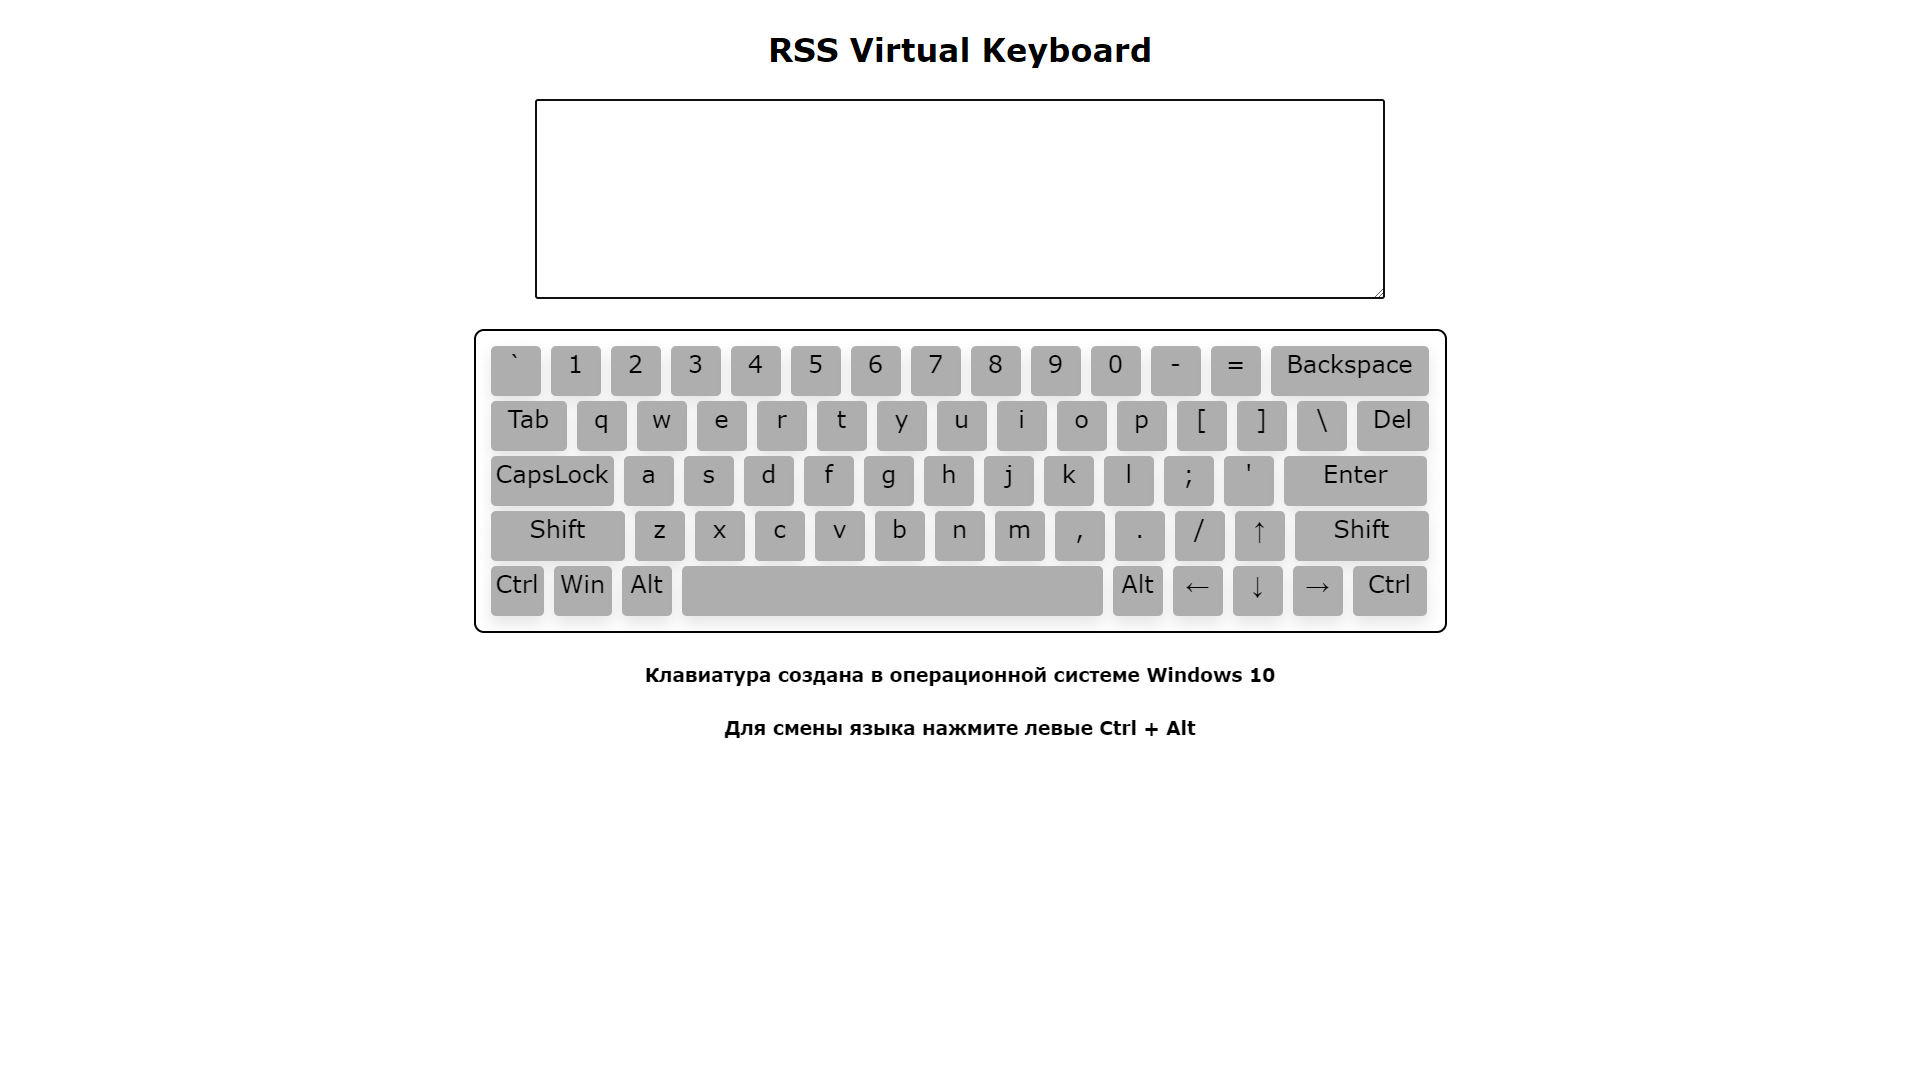 RSS Virtual Keyboard
` 1 2 3 4 5 6 7 8 9 0 - = Backspace
Tab q w e r t y u i o p [ ] \ Del
CapsLock a s d f g h j k l ; ' Enter
Shift z x c v b n m , . / ↑ Shift
Ctrl Win Alt Alt ← ↓ → Ctrl
Клавиатура создана в операционной системе Windows 10
Для смены языка нажмите левые Ctrl + Alt